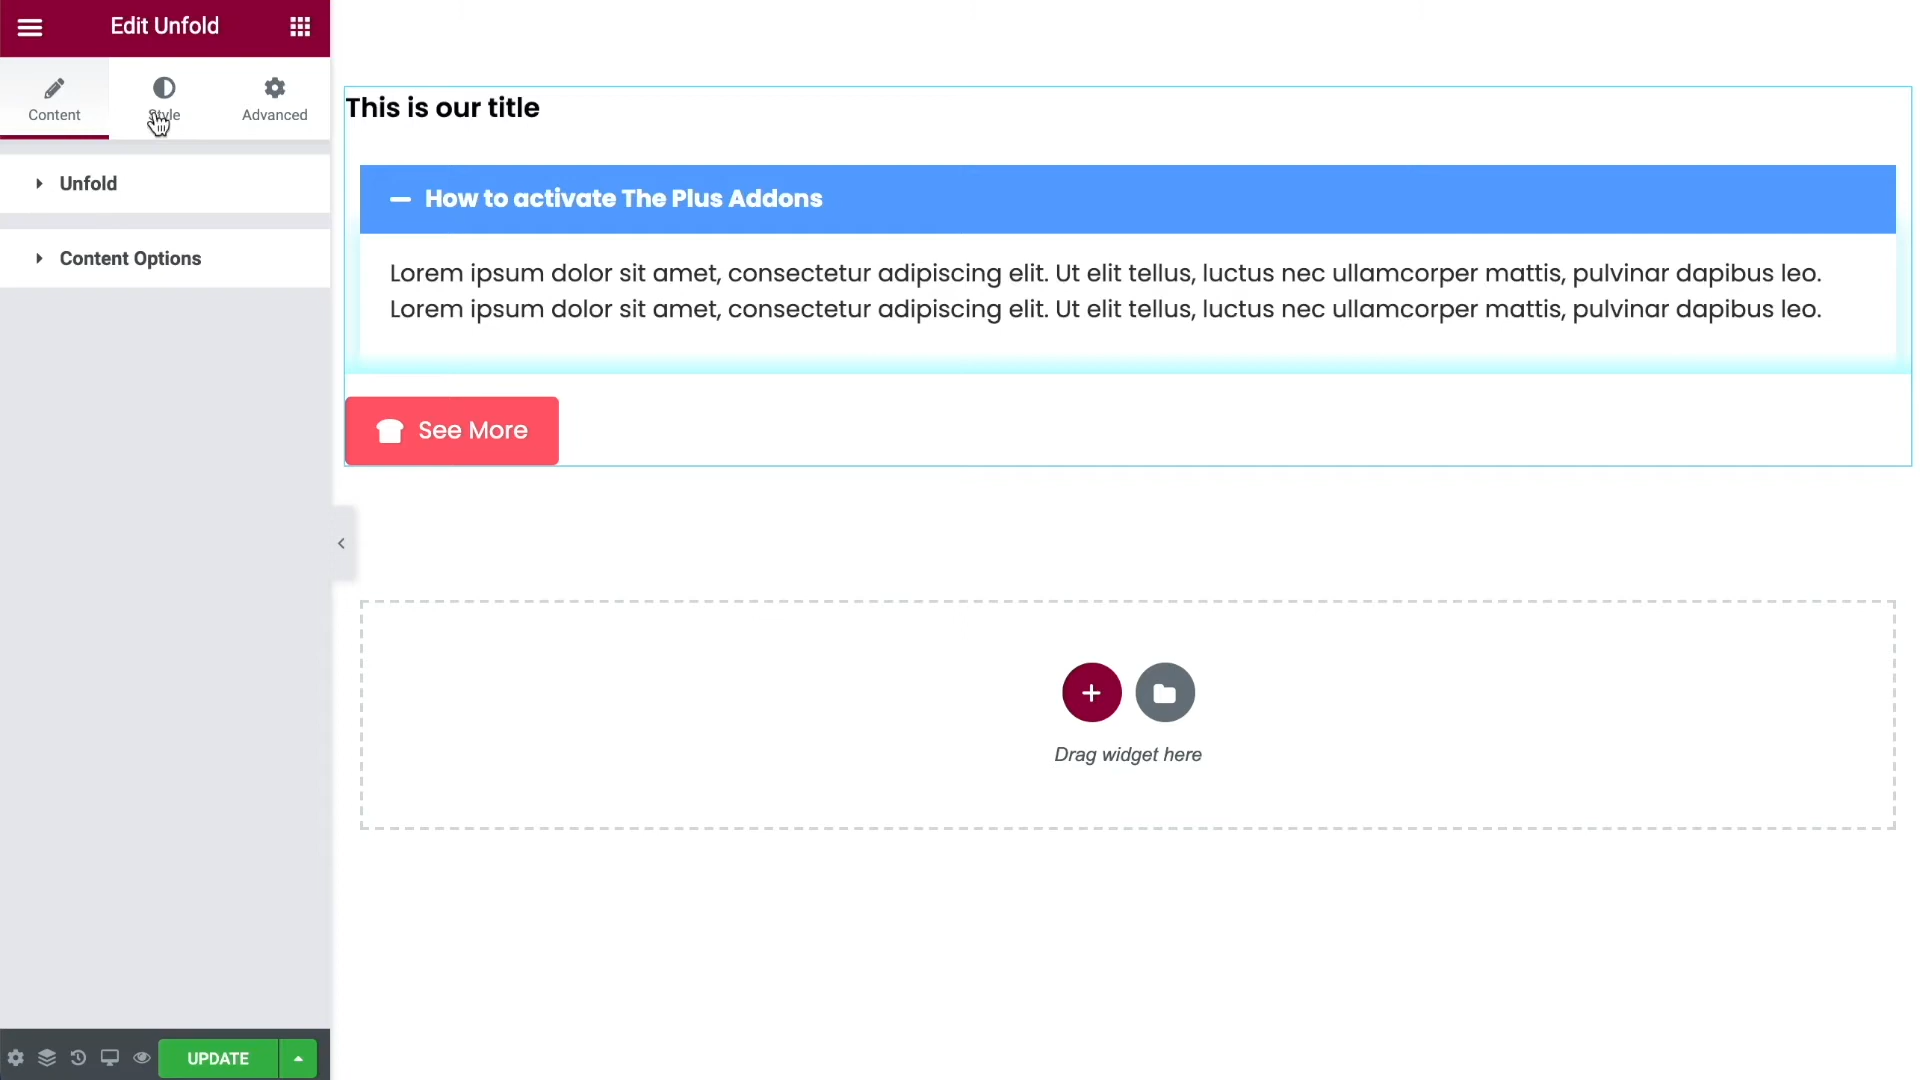 Edit Unfold
Content
Style
Advanced
Unfold
Content Options
UPDATE
This is our title
How to activate The Plus Addons
Lorem ipsum dolor sit amet, consectetur adipiscing elit. Ut elit tellus, luctus nec ullamcorper mattis, pulvinar dapibus leo.
Lorem ipsum dolor sit amet, consectetur adipiscing elit. Ut elit tellus, luctus nec ullamcorper mattis, pulvinar dapibus leo.
See More
Drag widget here